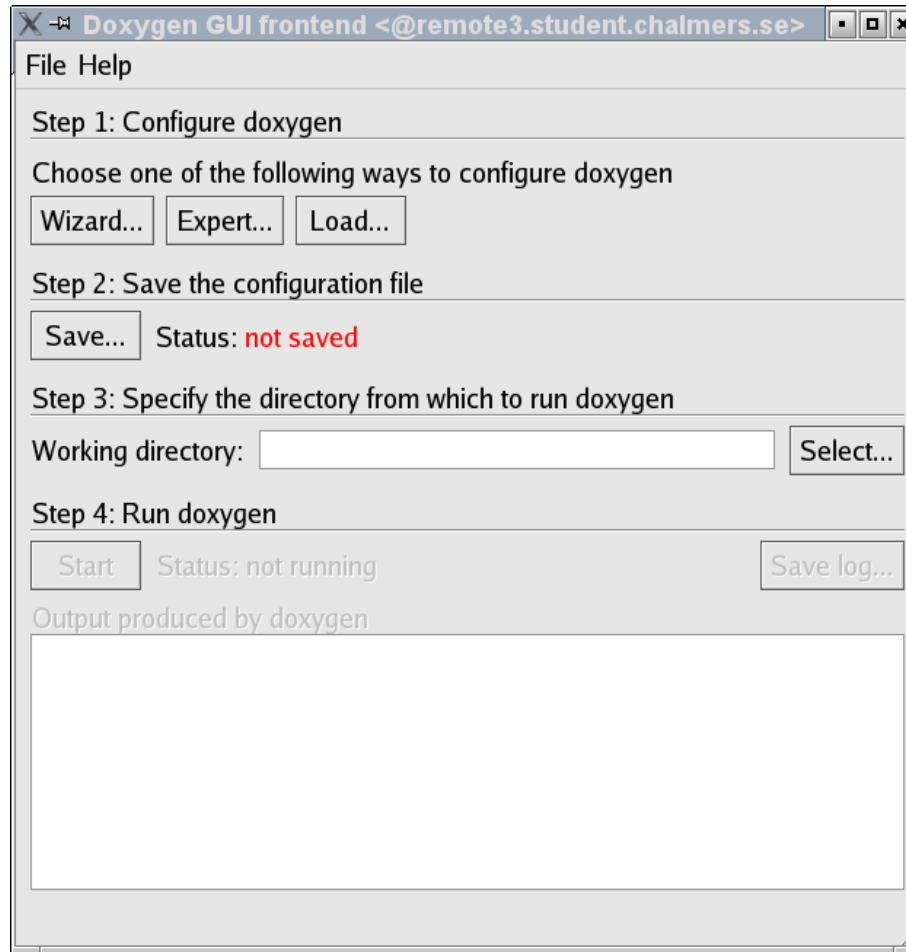 Doxygen GUI frontend <@remote3.student.chalmers.se>
File Help
Step 1: Configure doxygen
Choose one of the following ways to configure doxygen
Wizard... Expert... Load...
Step 2: Save the configuration file
Save... Status: not saved
Step 3: Specify the directory from which to run doxygen
Working directory: Select...
Step 4: Run doxygen
Start Status: not running Save log...
Output produced by doxygen